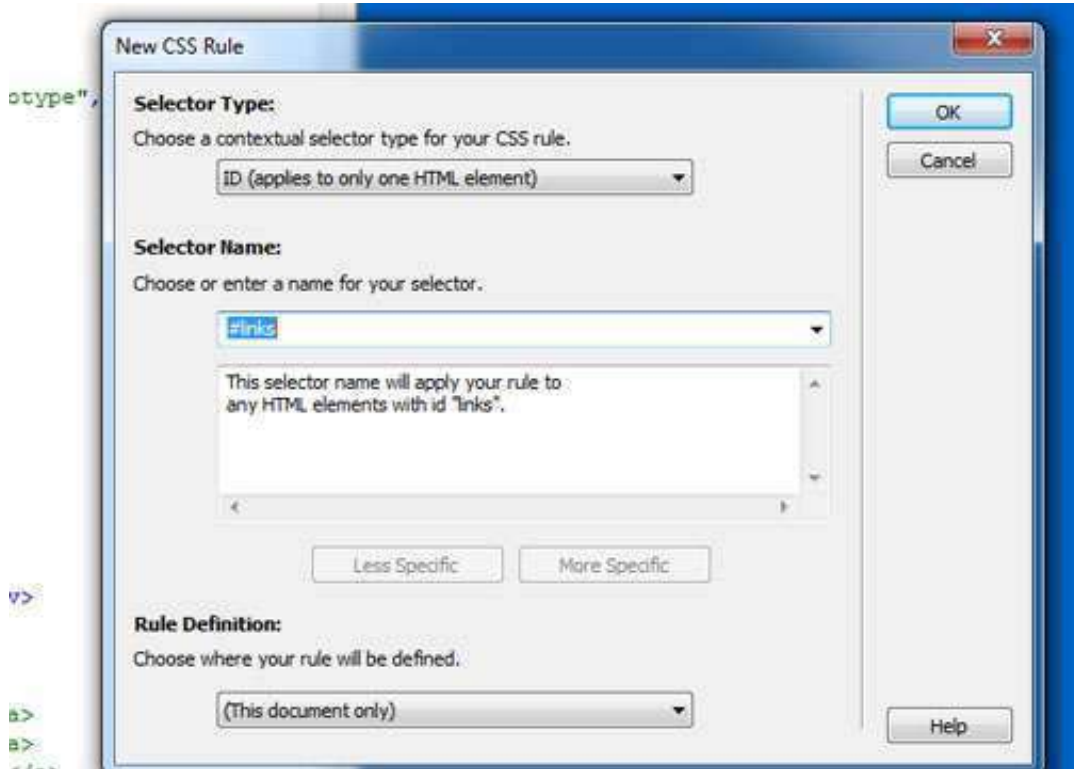 New CSS Rule
otype",
Selector Type:
OK
Choose a contextual selector type for your CSS rule.
Cancel
ID (applies to only one HTML element)
Selector Name:
Choose or enter a name for your selector.
#links
This selector name will apply your rule to
any HTML elements with id "links".
Less Specific
More Specific
v>
Rule Definition:
Choose where your rule will be defined.
(This document only)
a>
Help
a>